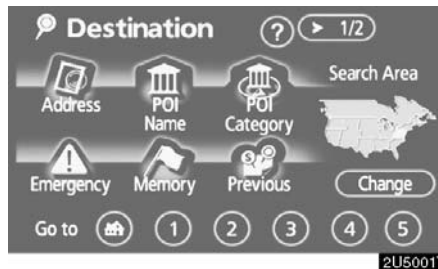 Destination ? 1/2
Search Area
Address POI Name POI Category
Emergency Memory Previous Change
Go to 1 2 3 4 5
2U5001